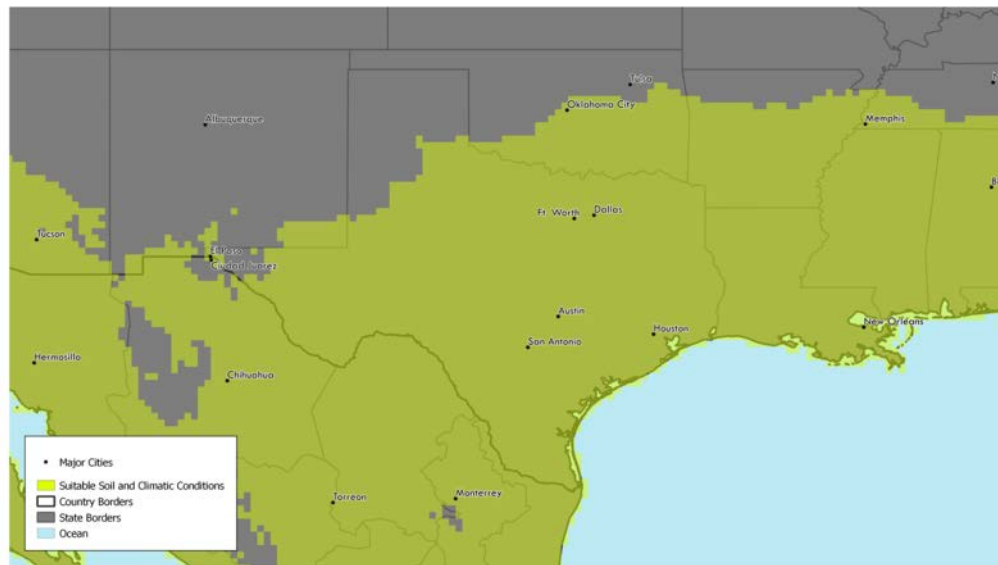 Tulsa
Oklahoma City
Albuquerque
Memphis
Ft. Worth
Dallas
Tucson
El Paso
Ciudad Juarez
Austin
New Orleans
Houston
San Antonio
Hermosillo
Chihuahua
Major Cities
Monterrey
Torreon
Suitable Soil and Climatic Conditions
Country Borders
State Borders
Ocean